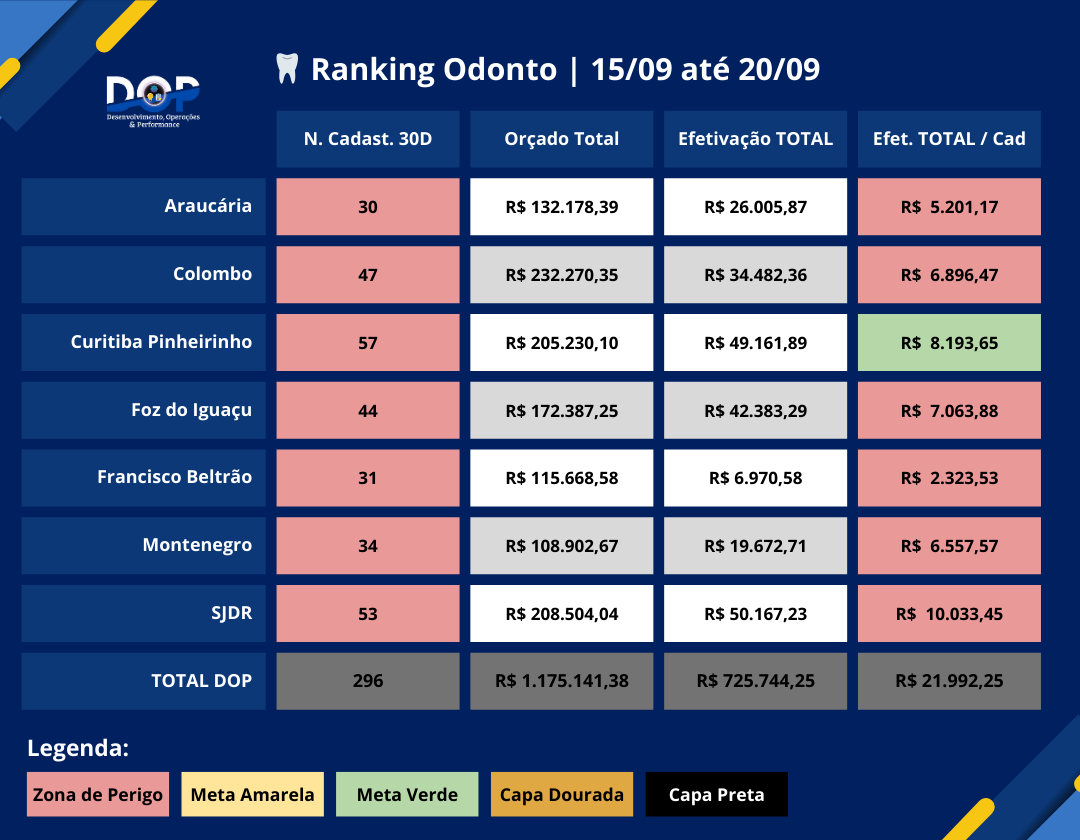 🦷 Ranking Odonto | 15/09 até 20/09
DOP
Desenvolvimento, Operações
& Performance
N. Cadast. 30D Orçado Total Efetivação TOTAL Efet. TOTAL / Cad
Araucária 30 R$ 132.178,39 R$ 26.005,87 R$ 5.201,17
Colombo 47 R$ 232.270,35 R$ 34.482,36 R$ 6.896,47
Curitiba Pinheirinho 57 R$ 205.230,10 R$ 49.161,89 R$ 8.193,65
Foz do Iguaçu 44 R$ 172.387,25 R$ 42.383,29 R$ 7.063,88
Francisco Beltrão 31 R$ 115.668,58 R$ 6.970,58 R$ 2.323,53
Montenegro 34 R$ 108.902,67 R$ 19.672,71 R$ 6.557,57
SJDR 53 R$ 208.504,04 R$ 50.167,23 R$ 10.033,45
TOTAL DOP 296 R$ 1.175.141,38 R$ 725.744,25 R$ 21.992,25
Legenda:
Zona de Perigo Meta Amarela Meta Verde Capa Dourada Capa Preta